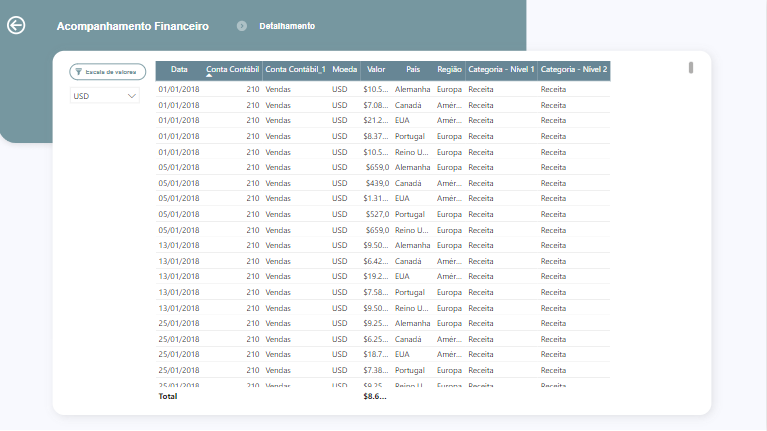 Acompanhamento Financeiro Detalhamento
Escala de valores
USD
Data Conta Contábil Conta Contábil_1 Moeda Valor País Região Categoria - Nivel 1 Categoria - Nivel 2
01/01/2018 210 Vendas USD $10.5... Alemanha Europa Receita Receita
01/01/2018 210 Vendas USD $7.08... Canadá Amér... Receita Receita
01/01/2018 210 Vendas USD $21.2... EUA Amér... Receita Receita
01/01/2018 210 Vendas USD $8.37... Portugal Europa Receita Receita
01/01/2018 210 Vendas USD $10.5... Reino U... Europa Receita Receita
05/01/2018 210 Vendas USD $659,0 Alemanha Europa Receita Receita
05/01/2018 210 Vendas USD $439,0 Canadá Amér... Receita Receita
05/01/2018 210 Vendas USD $1.31... EUA Amér... Receita Receita
05/01/2018 210 Vendas USD $527,0 Portugal Europa Receita Receita
05/01/2018 210 Vendas USD $659,0 Reino U... Europa Receita Receita
13/01/2018 210 Vendas USD $9.50... Alemanha Europa Receita Receita
13/01/2018 210 Vendas USD $6.42... Canadá Amér... Receita Receita
13/01/2018 210 Vendas USD $19.2... EUA Amér... Receita Receita
13/01/2018 210 Vendas USD $7.58... Portugal Europa Receita Receita
13/01/2018 210 Vendas USD $9.50... Reino U... Europa Receita Receita
25/01/2018 210 Vendas USD $9.25... Alemanha Europa Receita Receita
25/01/2018 210 Vendas USD $6.25... Canadá Amér... Receita Receita
25/01/2018 210 Vendas USD $18.7... EUA Amér... Receita Receita
25/01/2018 210 Vendas USD $7.38... Portugal Europa Receita Receita
25/01/2018 210 Vendas USD $9.25... Reino U... Europa Receita Receita
Total $8.6...